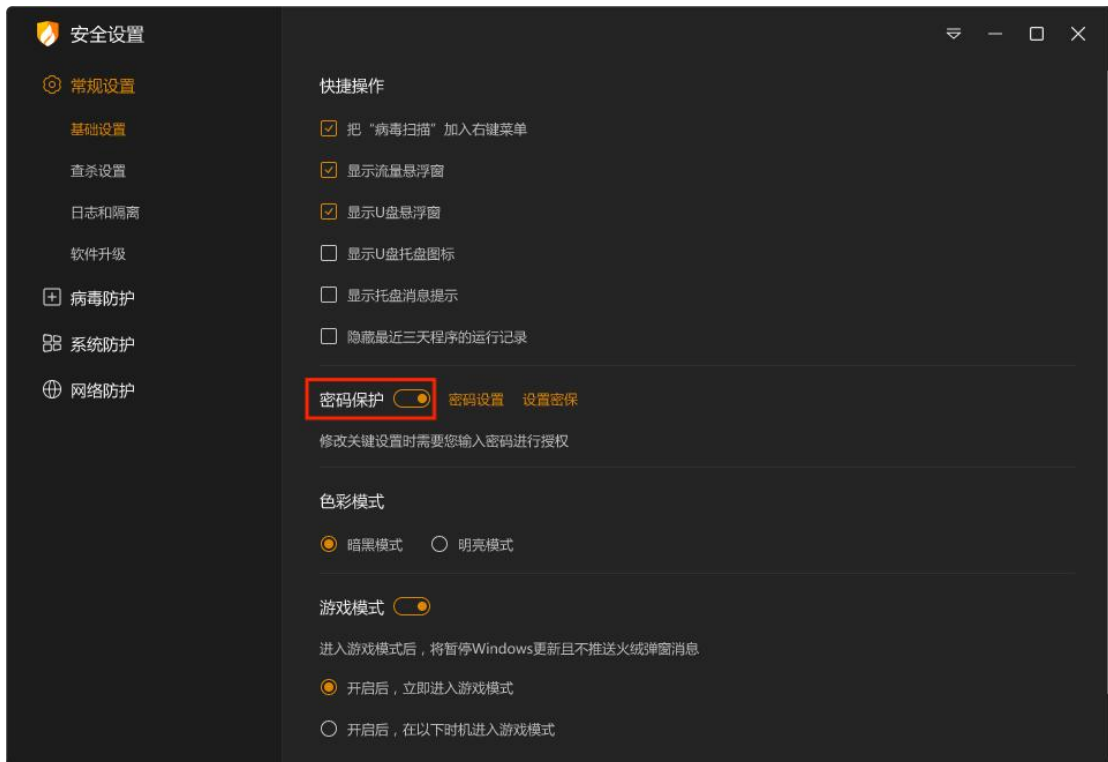 安全设置
常规设置
基础设置
查杀设置
日志和隔离
软件升级
病毒防护
系统防护
网络防护
快捷操作
把“病毒扫描”加入右键菜单
显示流量悬浮窗
显示U盘悬浮窗
显示U盘托盘图标
显示托盘消息提示
隐藏最近三天程序的运行记录
密码保护 密码设置 设置密保
修改关键设置时需要您输入密码进行授权
色彩模式
暗黑模式 明亮模式
游戏模式
进入游戏模式后，将暂停Windows更新且不推送火绒弹窗消息
开启后，立即进入游戏模式
开启后，在以下时机进入游戏模式